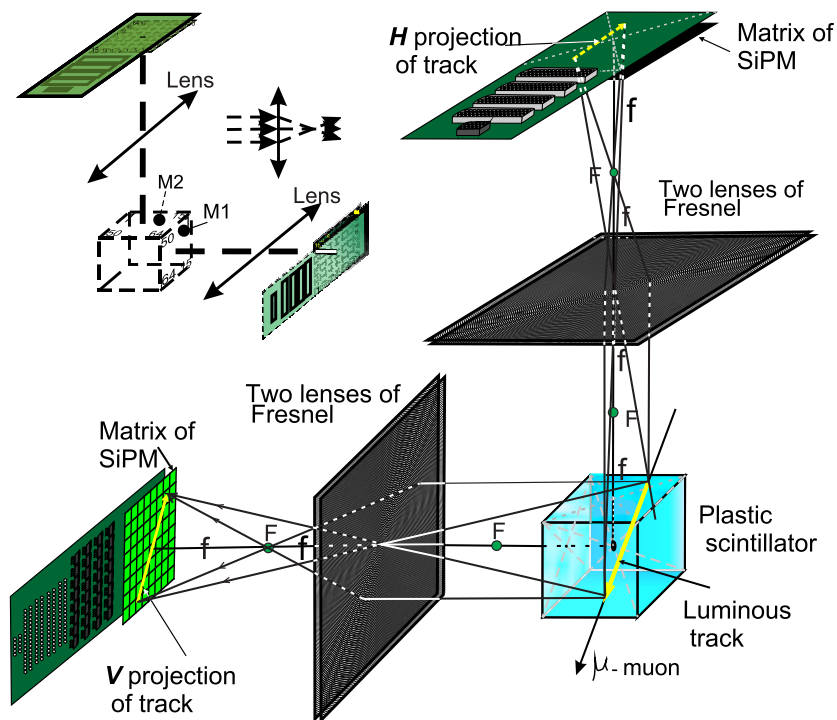 H projection
of track
Matrix of
SiPM
Lens
f
M2
M1
Lens
F
f
Two lenses of
Fresnel
f
F
f
Two lenses of
Fresnel
Matrix of
SiPM
f
F
f
F
Plastic
scintillator
Luminous
track
V projection
of track
μ - muon